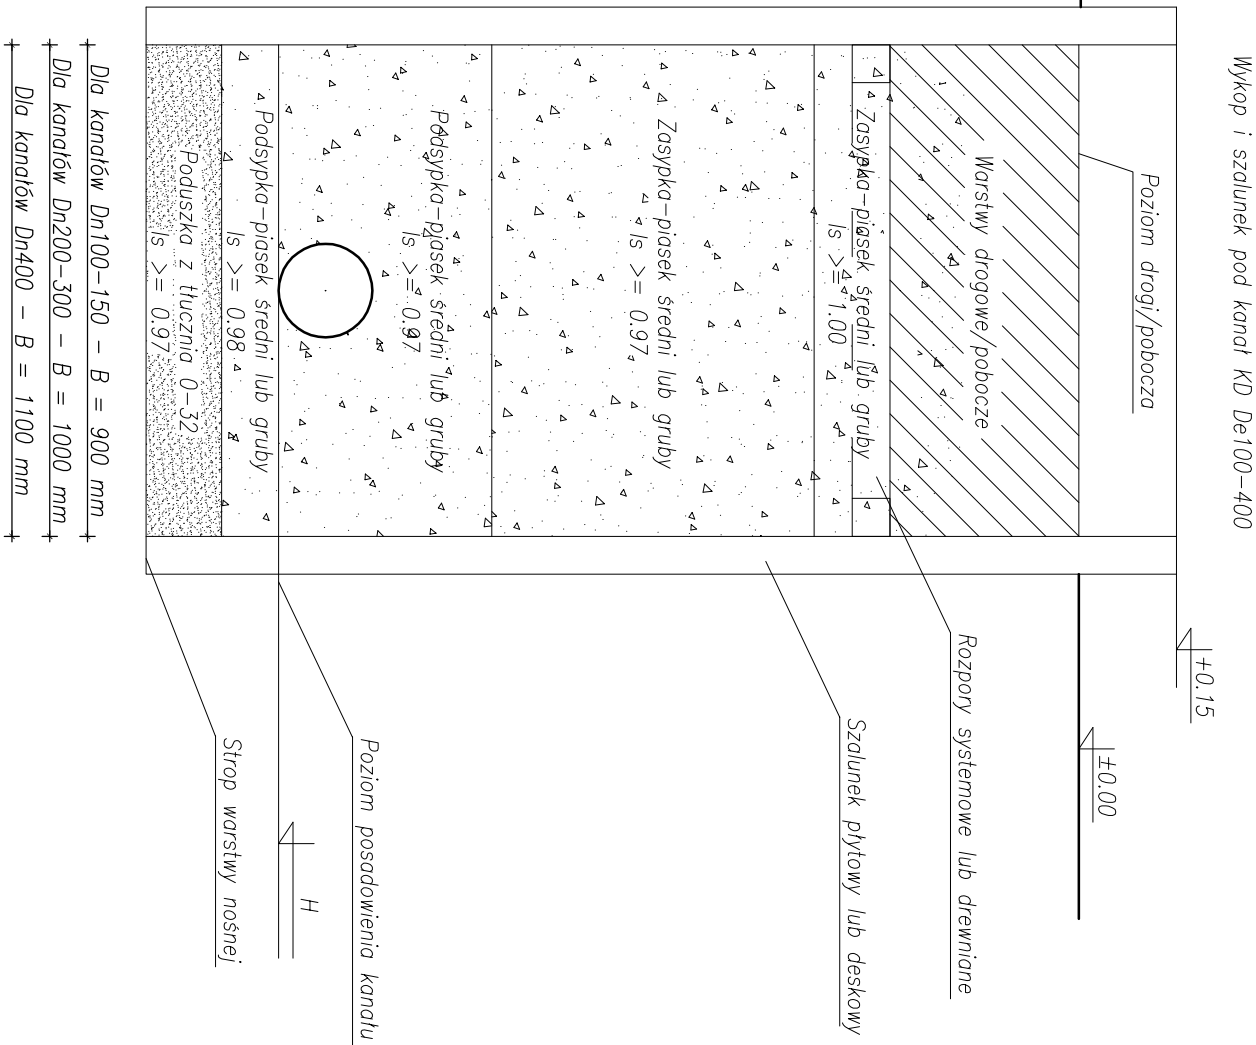 Wykop i szalunek pod kanał KD De100-400
+0.15
±0.00
Poziom drogi/pobocza
Warstwy drogowe/pobocze
Rozpory systemowe lub drewniane
Zasypka-piasek średni lub gruby
Is >= 1.00
Szalunek płytowy lub deskowy
Zasypka-piasek średni lub gruby
Is >= 0.97
Podsypka-piasek średni lub gruby
Is >= 0.97
Poziom posadowienia kanału
H
Podsypka-piasek średni lub gruby
Is >= 0.98
Strop warstwy nośnej
Poduszka z tłucznia 0-32
Is >= 0.97
Dla kanałów Dn100-150 - B = 900 mm
Dla kanałów Dn200-300 - B = 1000 mm
Dla kanałów Dn400 - B = 1100 mm